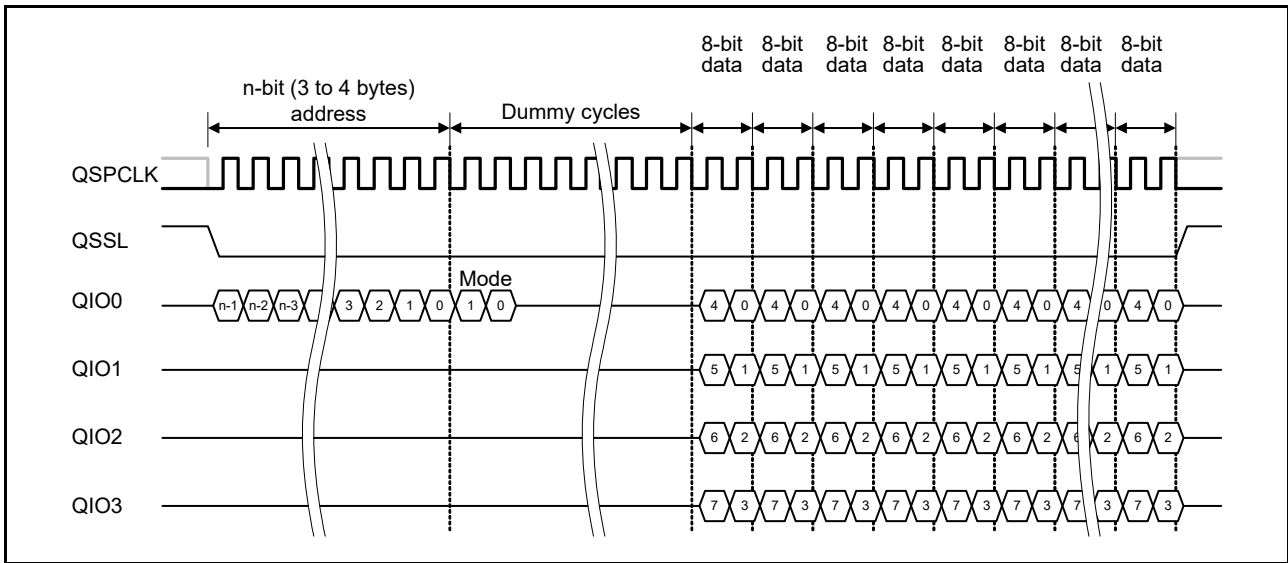 8-bit data 8-bit data 8-bit data 8-bit data 8-bit data 8-bit data 8-bit data 8-bit data
n-bit (3 to 4 bytes)
address
Dummy cycles
QSPCLK
QSSL
Mode
QIO0 n-1 n-2 n-3 3 2 1 0 1 0 4 0 4 0 4 0 4 0 4 0 4 0 4 0 4 0
QIO1 5 1 5 1 5 1 5 1 5 1 5 1 5 1 5 1
QIO2 6 2 6 2 6 2 6 2 6 2 6 2 6 2 6 2
QIO3 7 3 7 3 7 3 7 3 7 3 7 3 7 3 7 3